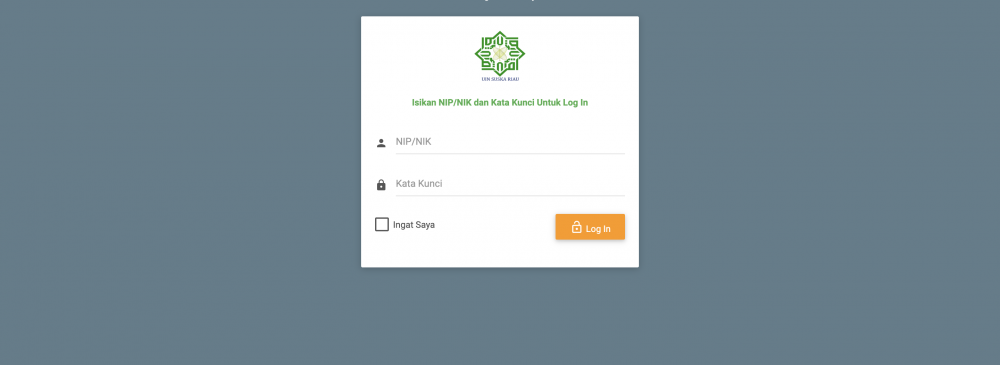 UIN SUSKA RIAU
Isikan NIP/NIK dan Kata Kunci Untuk Log In
NIP/NIK
Kata Kunci
Ingat Saya
Log In